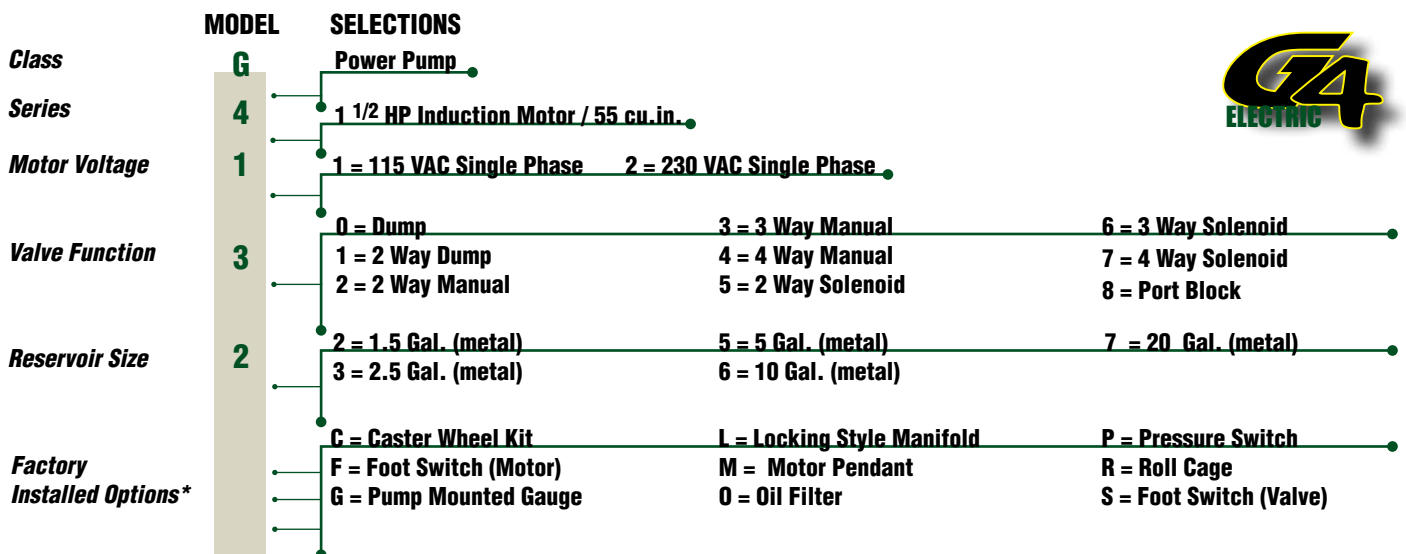 MODEL SELECTIONS
Class G Power Pump
G4
ELECTRIC
Series 4 1 1/2 HP Induction Motor / 55 cu.in.
Motor Voltage 1 1 = 115 VAC Single Phase 2 = 230 VAC Single Phase
0 = Dump 3 = 3 Way Manual 6 = 3 Way Solenoid
Valve Function 3 1 = 2 Way Dump 4 = 4 Way Manual 7 = 4 Way Solenoid
2 = 2 Way Manual 5 = 2 Way Solenoid 8 = Port Block
Reservoir Size 2 2 = 1.5 Gal. (metal) 5 = 5 Gal. (metal) 7 = 20 Gal. (metal)
3 = 2.5 Gal. (metal) 6 = 10 Gal. (metal)
C = Caster Wheel Kit L = Locking Style Manifold P = Pressure Switch
Factory F = Foot Switch (Motor) M = Motor Pendant R = Roll Cage
Installed Options* G = Pump Mounted Gauge O = Oil Filter S = Foot Switch (Valve)